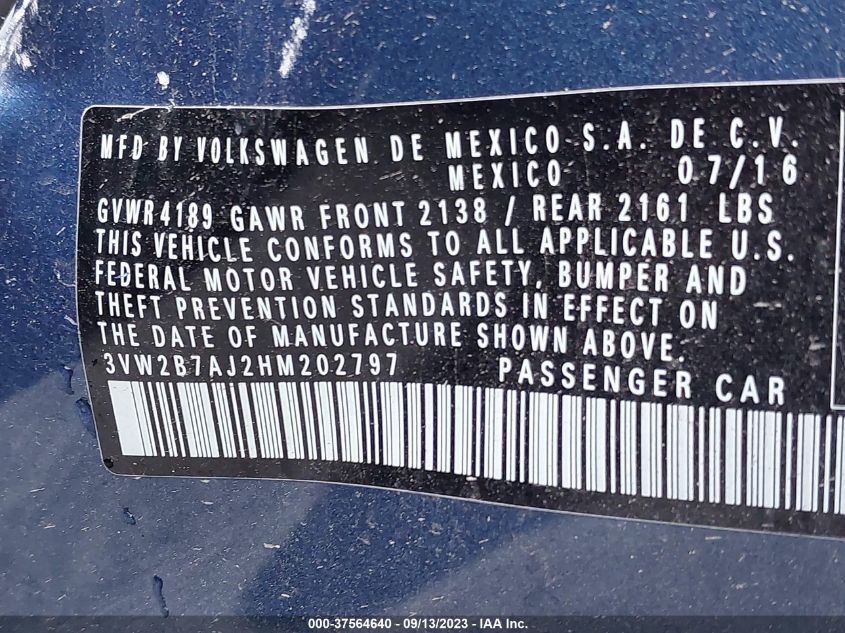 MFD BY VOLKSWAGEN DE MEXICO S.A. DE C.V.
MEXICO 07/16
GVWR4189 GAWR FRONT 2138 / REAR 2161 LBS
THIS VEHICLE CONFORMS TO ALL APPLICABLE U.S.
FEDERAL MOTOR VEHICLE SAFETY, BUMPER AND
THEFT PREVENTION STANDARDS IN EFFECT ON
THE DATE OF MANUFACTURE SHOWN ABOVE.
3VW2B7AJ2HM202797 PASSENGER CAR
000-37564640 - 09/13/2023 - IAA Inc.